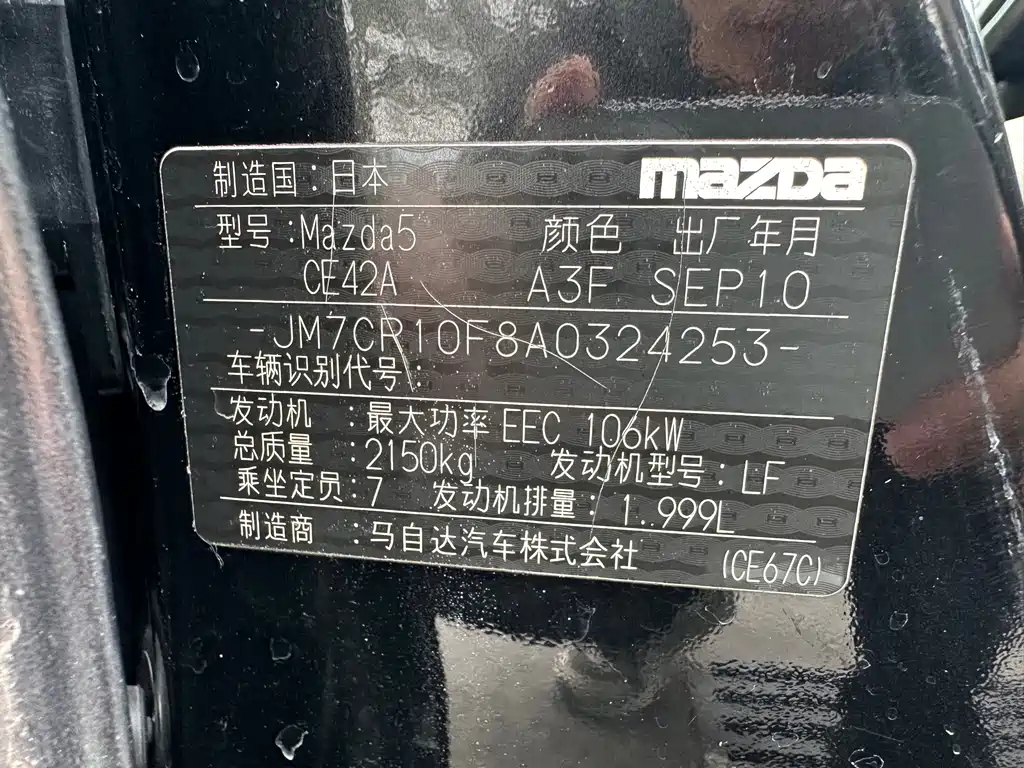 制造国:日本 mazda
型号:Mazda5 颜色 出厂年月
CE42A A3F SEP10
-JM7CR10F8A0324253-
车辆识别代号:
发动机 :最大功率 EEC 106kW
总质量 :2150kg 发动机型号:LF
乘坐定员:7 发动机排量:1.999L
制造商 :马自达汽车株式会社 (CE67C)